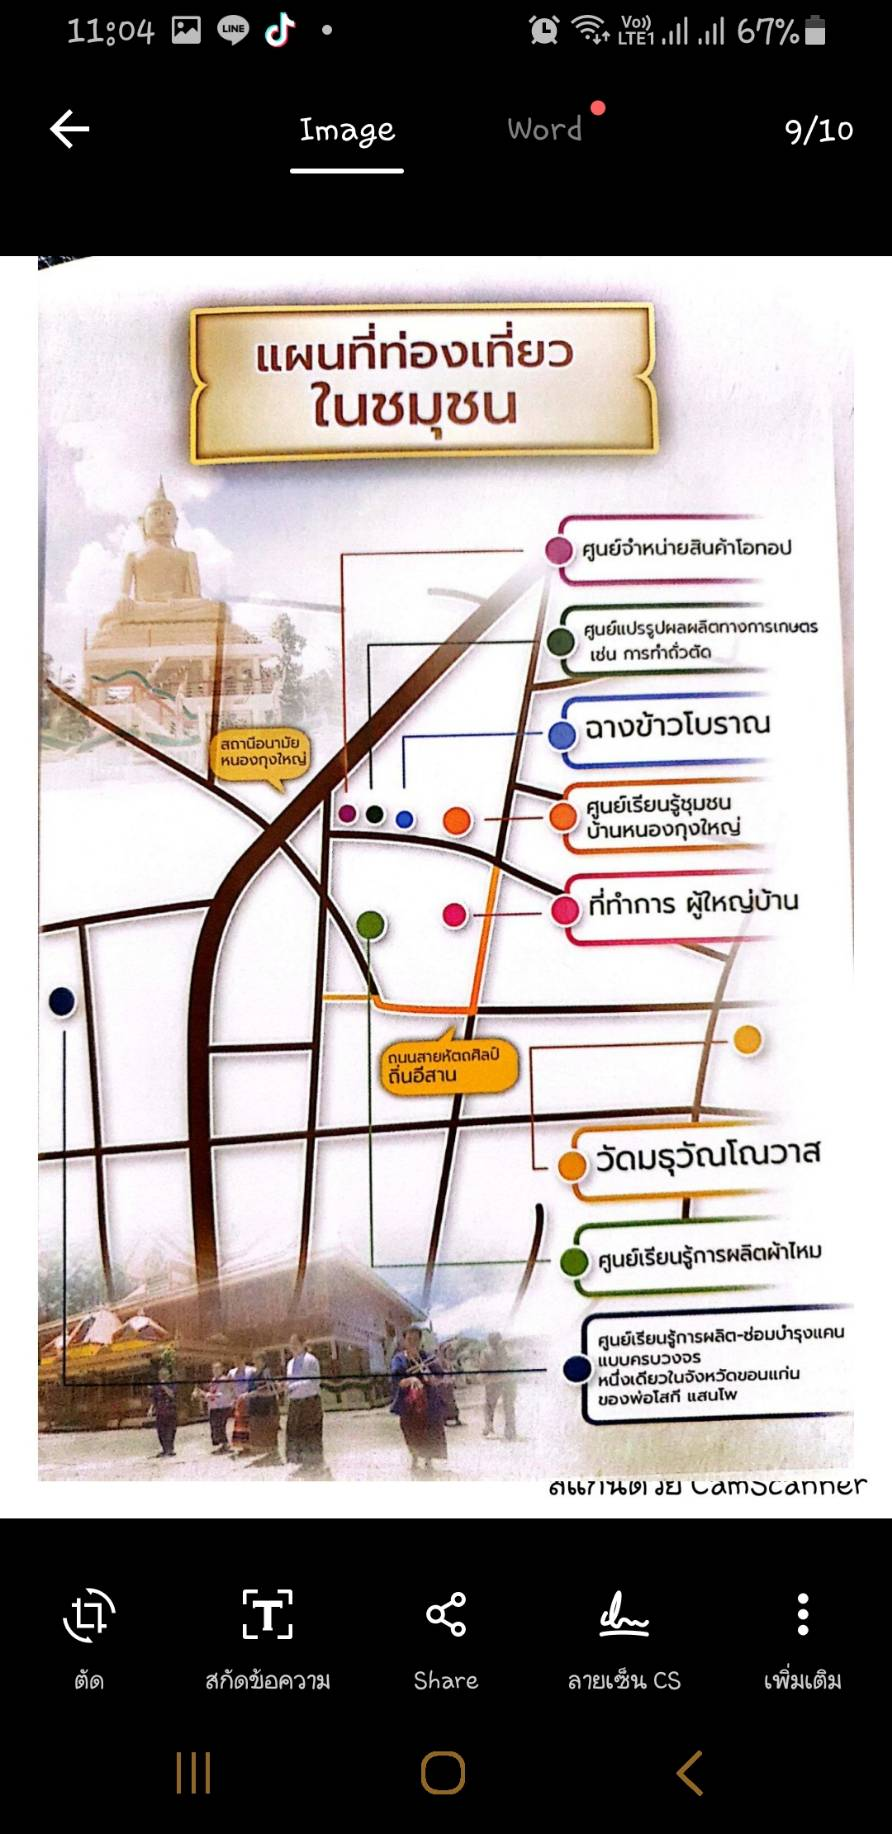 11:04
LINE
Vo))
LTE1
67%
Image
Word
9/10
แผนที่ท่องเที่ยว
ในชุมชน
ศูนย์จำหน่ายสินค้าโอทอป
ศูนย์แปรรูปผลผลิตทางการเกษตร
เช่น การทำถั่วตัด
ฉางข้าวโบราณ
สถานีอนามัย
หนองกุงใหญ่
ศูนย์เรียนรู้ชุมชน
บ้านหนองกุงใหญ่
ที่ทำการ ผู้ใหญ่บ้าน
ถนนสายหัตถศิลป์
ถิ่นอีสาน
วัดมธุวัณโณวาส
ศูนย์เรียนรู้การผลิตผ้าไหม
ศูนย์เรียนรู้การผลิต-ซ่อมบำรุงแคน
แบบครบวงจร
หนึ่งเดียวในจังหวัดขอนแก่น
ของพ่อโสกี แสนโพ
สแกนด้วย CamScanner
ตัด
สกัดข้อความ
Share
ลายเซ็น CS
เพิ่มเติม